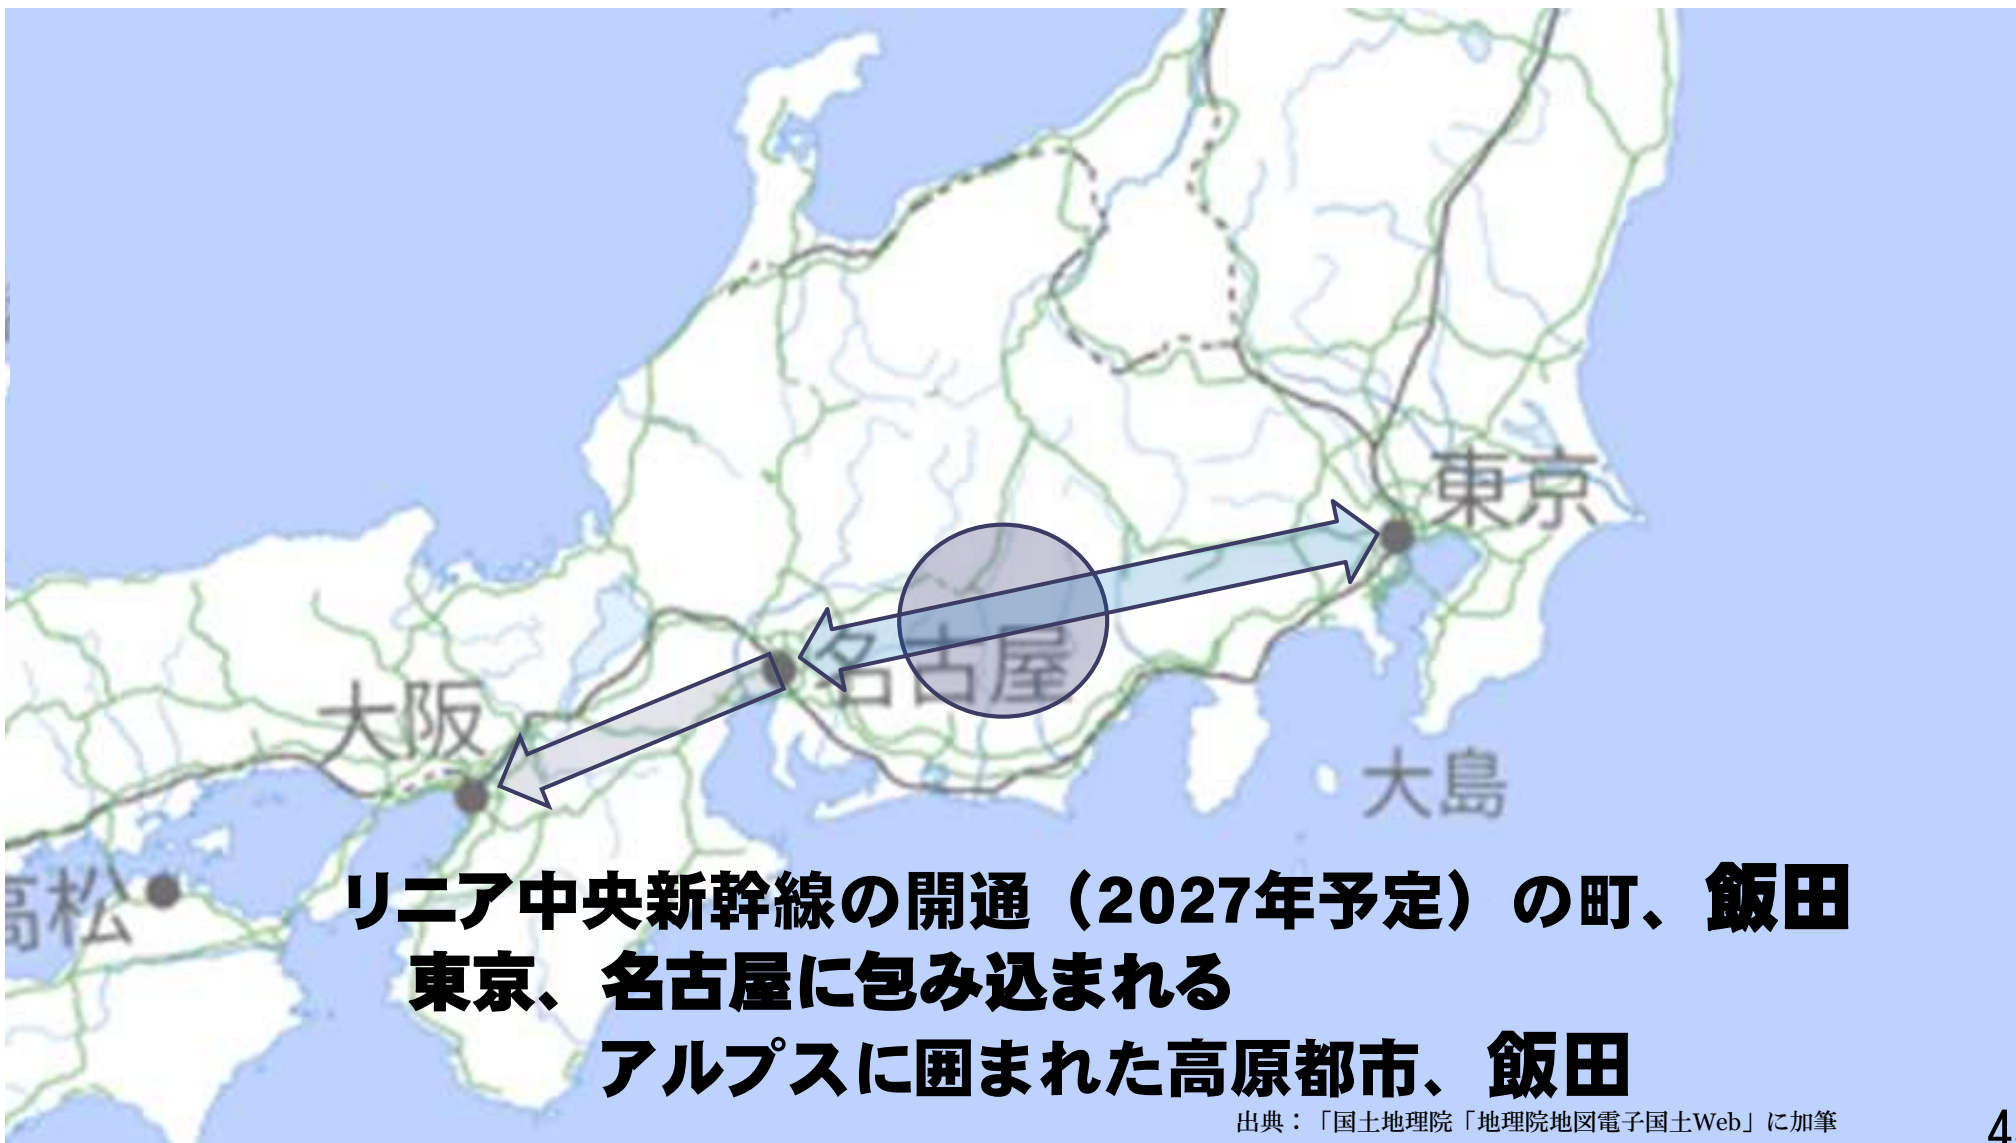 東京
名古屋
大阪
大島
高松
リニア中央新幹線の開通（2027年予定）の町、飯田
東京、名古屋に包み込まれる
アルプスに囲まれた高原都市、飯田
出典：「国土地理院「地理院地図電子国土Web」に加筆
4